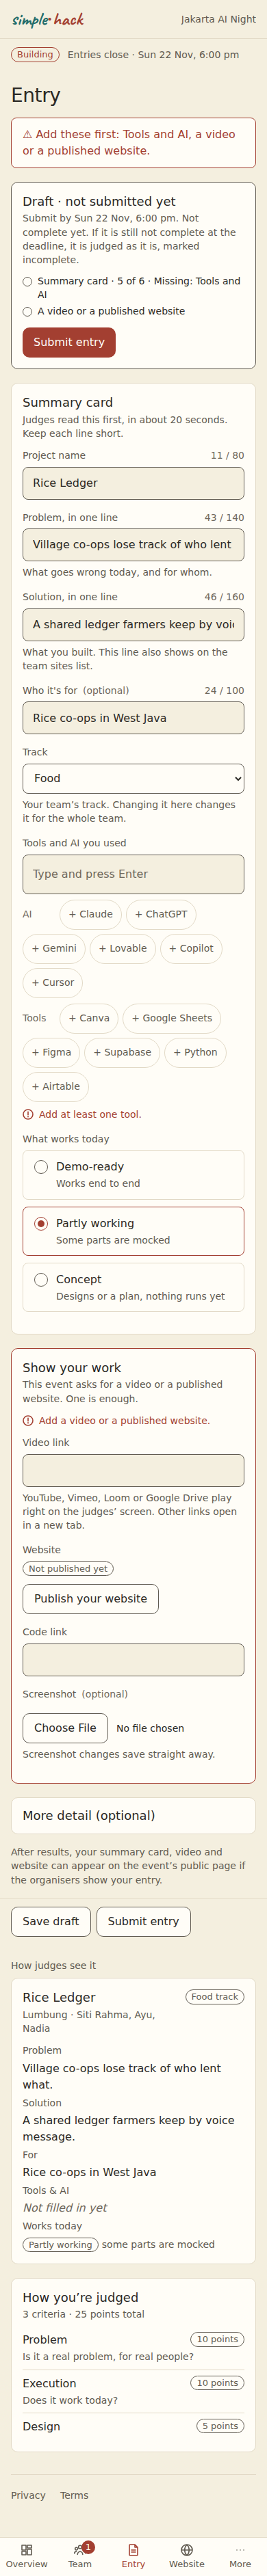 simple hack
Jakarta AI Night
Building
Entries close · Sun 22 Nov, 6:00 pm
Entry
⚠ Add these first: Tools and AI, a video
or a published website.
Draft · not submitted yet
Submit by Sun 22 Nov, 6:00 pm. Not
complete yet. If it is still not complete at the
deadline, it is judged as it is, marked
incomplete.
Summary card · 5 of 6 · Missing: Tools and
AI
A video or a published website
Submit entry
Summary card
Judges read this first, in about 20 seconds.
Keep each line short.
Project name 11 / 80
Rice Ledger
Problem, in one line 43 / 140
Village co-ops lose track of who lent
What goes wrong today, and for whom.
Solution, in one line 46 / 160
A shared ledger farmers keep by voic
What you built. This line also shows on the
team sites list.
Who it's for (optional) 24 / 100
Rice co-ops in West Java
Track
Food
Your team's track. Changing it here changes
it for the whole team.
Tools and AI you used
Type and press Enter
AI + Claude + ChatGPT
+ Gemini + Lovable + Copilot
+ Cursor
Tools + Canva + Google Sheets
+ Figma + Supabase + Python
+ Airtable
Add at least one tool.
What works today
Demo-ready
Works end to end
Partly working
Some parts are mocked
Concept
Designs or a plan, nothing runs yet
Show your work
This event asks for a video or a published
website. One is enough.
Add a video or a published website.
Video link
YouTube, Vimeo, Loom or Google Drive play
right on the judges' screen. Other links open
in a new tab.
Website
Not published yet
Publish your website
Code link
Screenshot (optional)
Choose File No file chosen
Screenshot changes save straight away.
More detail (optional)
After results, your summary card, video and
website can appear on the event's public page if
the organisers show your entry.
Save draft Submit entry
How judges see it
Rice Ledger Food track
Lumbung · Siti Rahma, Ayu,
Nadia
Problem
Village co-ops lose track of who lent
what.
Solution
A shared ledger farmers keep by voice
message.
For
Rice co-ops in West Java
Tools & AI
Not filled in yet
Works today
Partly working some parts are mocked
How you're judged
3 criteria · 25 points total
Problem 10 points
Is it a real problem, for real people?
Execution 10 points
Does it work today?
Design 5 points
Privacy Terms
1
Overview Team Entry Website More